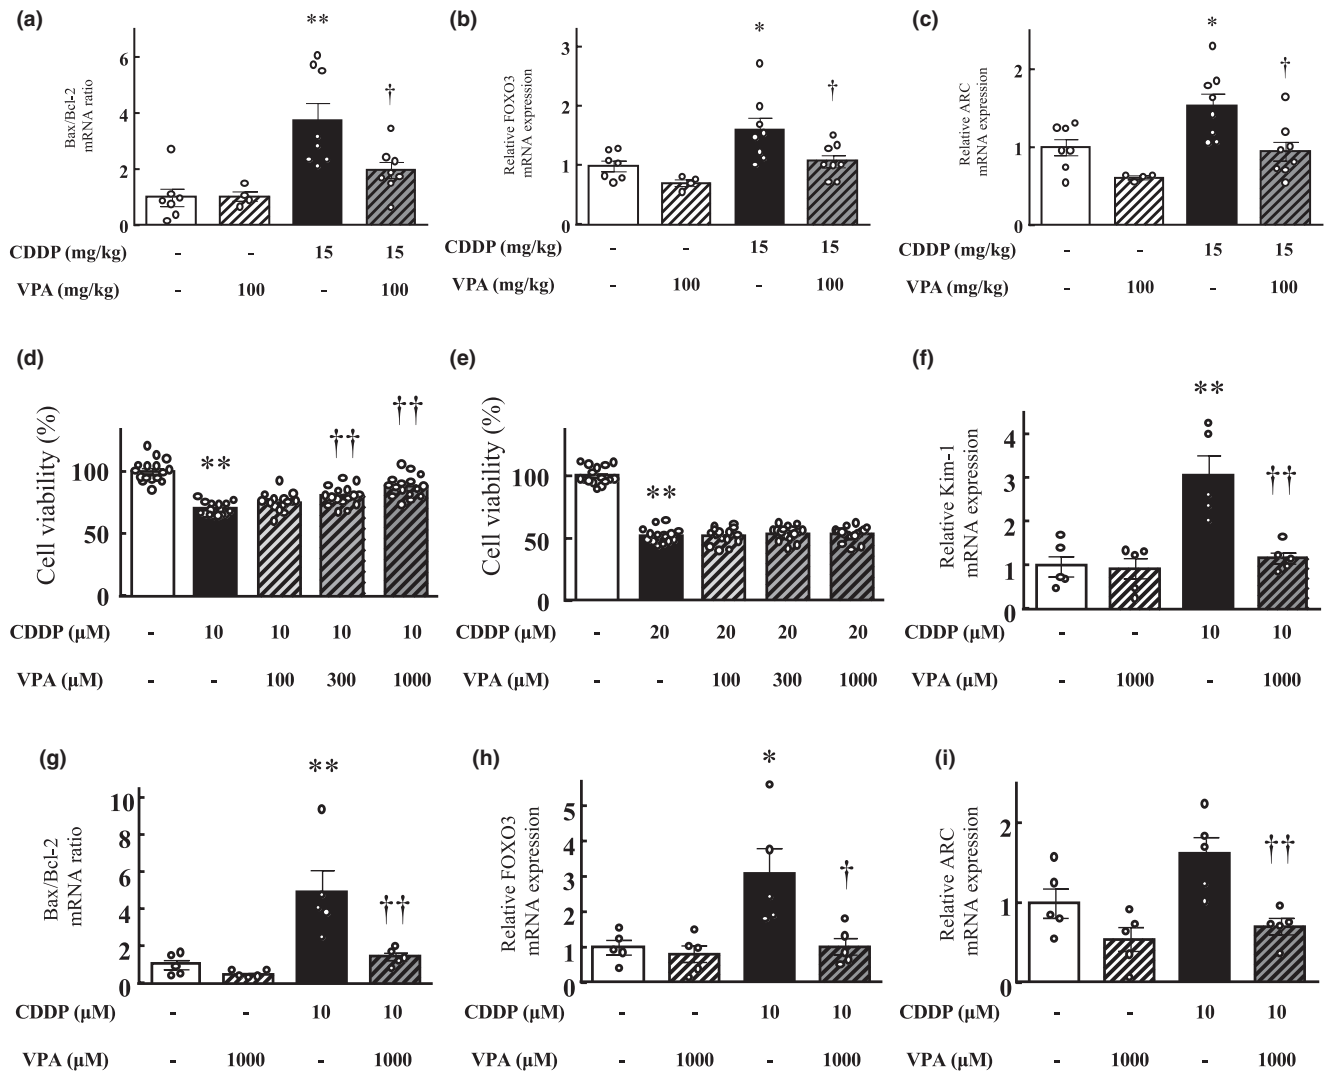 (a)
**
Bax/Bcl-2
mRNA ratio
6
4
2
0
†
CDDP (mg/kg) - - 15 15
VPA (mg/kg) - 100 - 100
(b)
*
Relative FOXO3
mRNA expression
3
2
1
0
†
CDDP (mg/kg) - - 15 15
VPA (mg/kg) - 100 - 100
(c)
*
Relative ARC
mRNA expression
2
1
0
†
CDDP (mg/kg) - - 15 15
VPA (mg/kg) - 100 - 100
(d)
Cell viability (%)
100
50
0
**
††
††
CDDP (μM) - 10 10 10 10
VPA (μM) - - 100 300 1000
(e)
Cell viability (%)
100
50
0
**
CDDP (μM) - 20 20 20 20
VPA (μM) - - 100 300 1000
(f)
**
Relative Kim-1
mRNA expression
4
3
2
1
0
††
CDDP (μM) - - 10 10
VPA (μM) - 1000 - 1000
(g)
**
Bax/Bcl-2
mRNA ratio
10
8
6
4
2
0
††
CDDP (μM) - - 10 10
VPA (μM) - 1000 - 1000
(h)
*
Relative FOXO3
mRNA expression
5
4
3
2
1
0
†
CDDP (μM) - - 10 10
VPA (μM) - 1000 - 1000
(i)
Relative ARC
mRNA expression
2
1
0
††
CDDP (μM) - - 10 10
VPA (μM) - 1000 - 1000